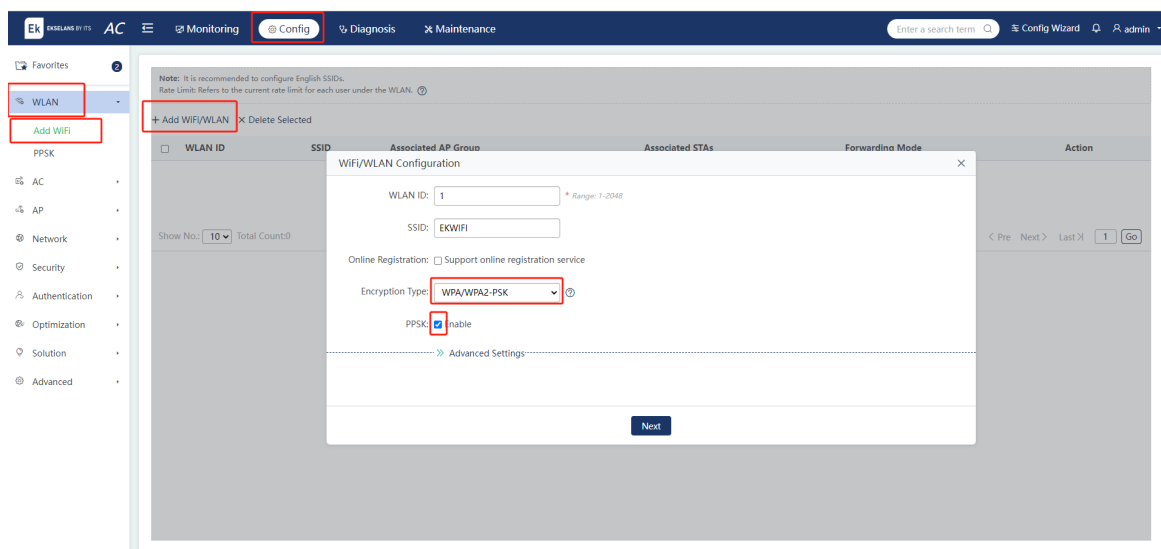 Ek EKSELANS BY ITS AC Monitoring Config Diagnosis Maintenance Enter a search term Config Wizard admin
Favorites 2
WLAN
Add WiFi
PPSK
AC
AP
Network
Security
Authentication
Optimization
Solution
Advanced
Note: It is recommended to configure English SSIDs.
Rate Limit: Refers to the current rate limit for each user under the WLAN.
+ Add WiFi/WLAN × Delete Selected
WLAN ID SSID Associated AP Group Associated STAs Forwarding Mode Action
Show No.: 10 Total Count:0 Pre Next Last 1 Go
WiFi/WLAN Configuration
WLAN ID: 1 * Range: 1-2048
SSID: EKWIFI
Online Registration: Support online registration service
Encryption Type: WPA/WPA2-PSK
PPSK: Enable
Advanced Settings
Next